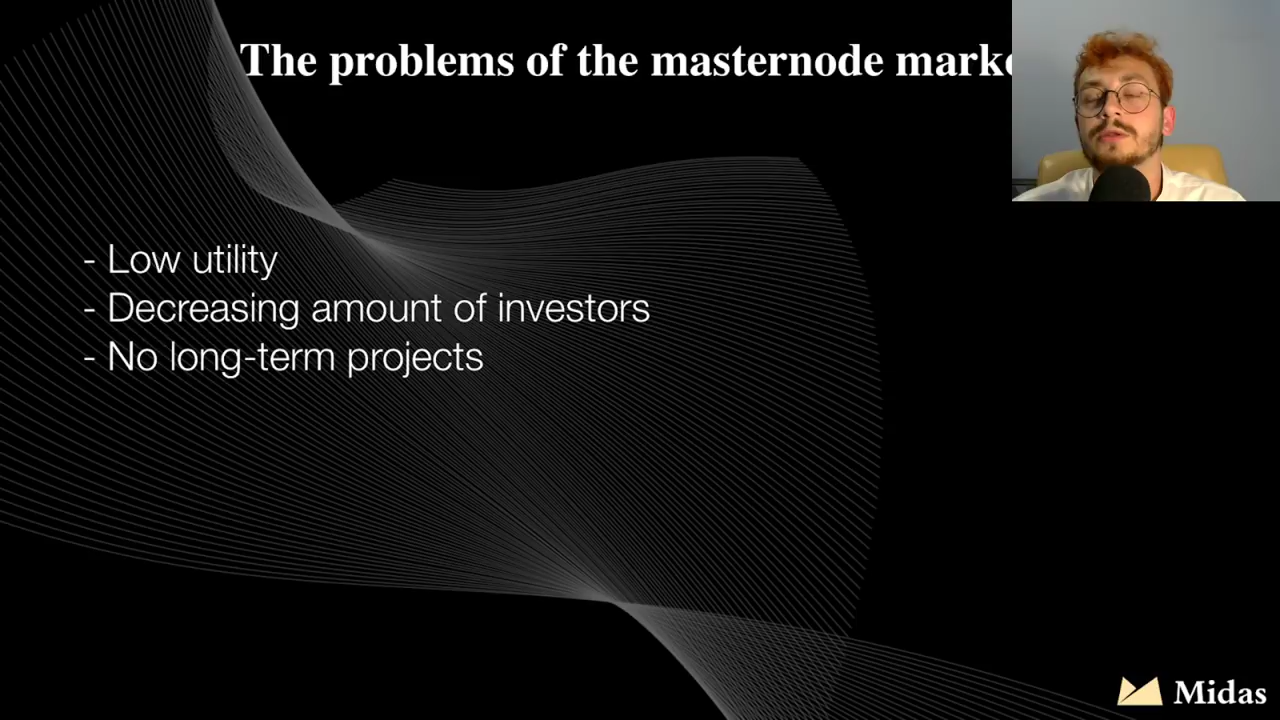 The problems of the masternode marke
- Low utility
- Decreasing amount of investors
- No long-term projects
Midas